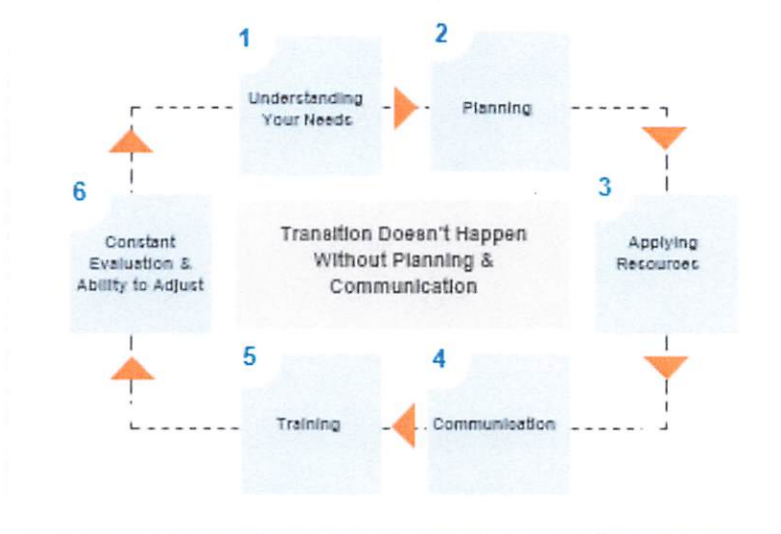 1
Understanding
Your Needs
2
Planning
3
Applying
Resources
4
Communication
5
Training
6
Constant
Evaluation &
Ability to Adjust
Transition Doesn't Happen
Without Planning &
Communication